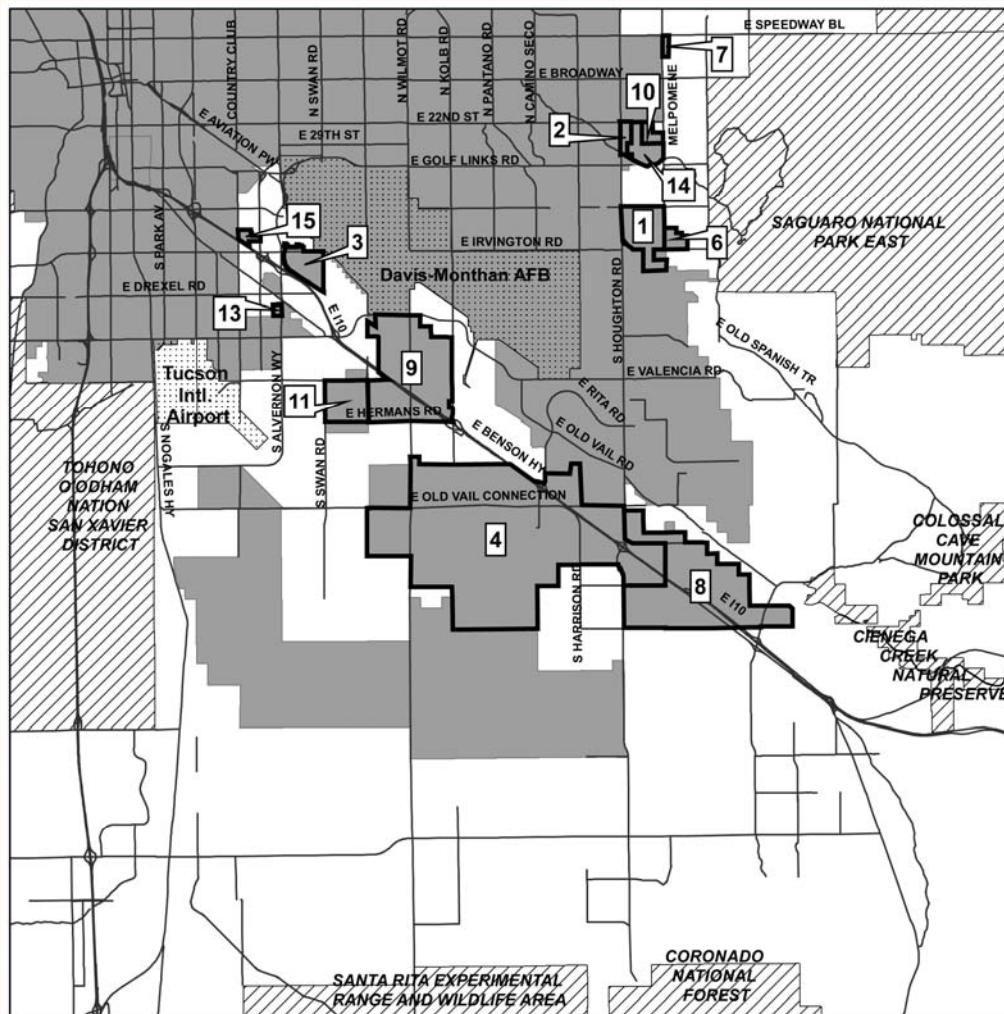 E SPEEDWAY BL
7
COUNTRY CLUB
N SWAN RD
N WILMOT RD
N KOLB RD
N PANTANO RD
N CAMINO SECO
E BROADWAY
MELPOMENE
10
E AVIATION PW
E 22ND ST
2
E 29TH ST
E GOLF LINKS RD
14
S PARK AV
15
1
SAGUARO NATIONAL
PARK EAST
3
E IRVINGTON RD
6
Davis-Monthan AFB
E DREXEL RD
S HOUGHTON RD
13
E I10
E OLD SPANISH TR
9
Tucson
Intl.
Airport
S ALVERNON WY
E VALENCIA RD
11
E HERMANS RD
E RITA RD
S NOGALES HY
S SWAN RD
E BENSON HY
E OLD VAIL RD
TOHONO
O'ODHAM
NATION
SAN XAVIER
DISTRICT
E OLD VAIL CONNECTION
4
COLOSSAL
CAVE
MOUNTAIN
PARK
S HARRISON RD
8
E I10
CIENEGA
CREEK
NATURAL
PRESERVE
SANTA RITA EXPERIMENTAL
RANGE AND WILDLIFE AREA
CORONADO
NATIONAL
FOREST